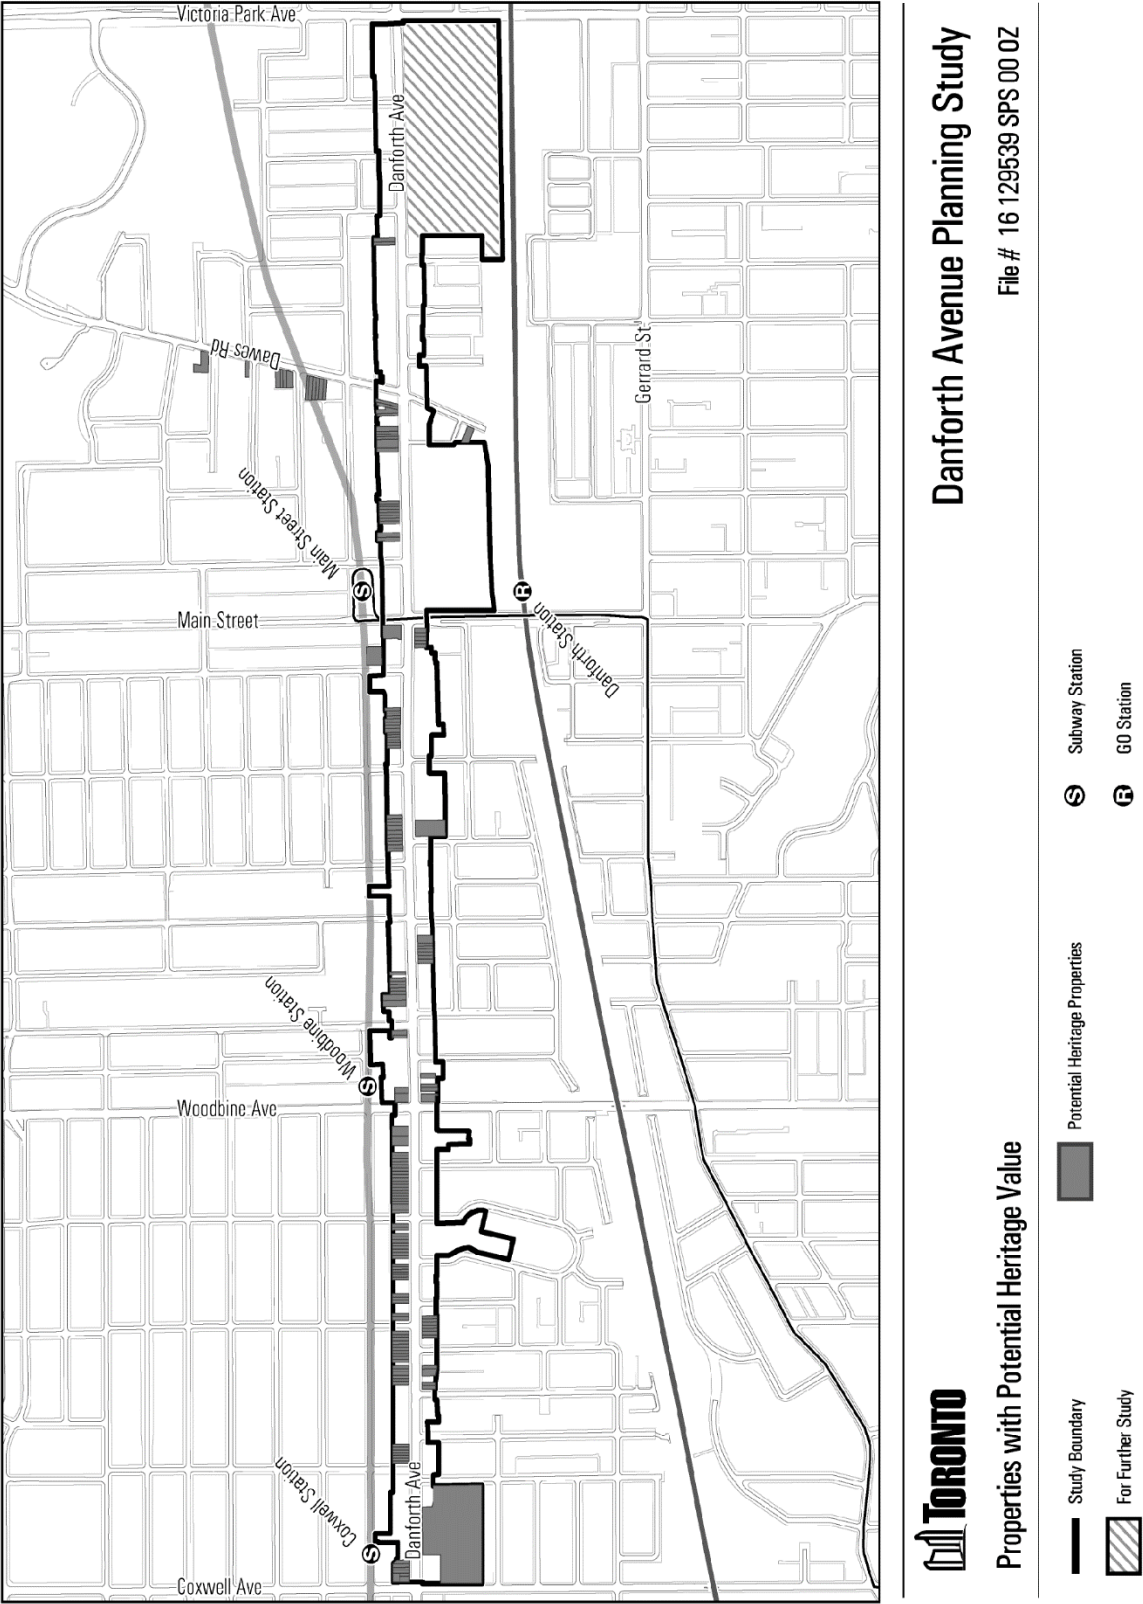 Victoria Park Ave
Danforth Ave
Dawes Rd
Gerrard St
Main Street Station
Main Street
Danforth Station
Woodbine Station
Woodbine Ave
Coxwell Station
Danforth Ave
Coxwell Ave
S
R
S
S
TORONTO
Danforth Avenue Planning Study
Properties with Potential Heritage Value
File # 16 129539 SPS 00 OZ
Study Boundary
Potential Heritage Properties
S Subway Station
For Further Study
R GO Station